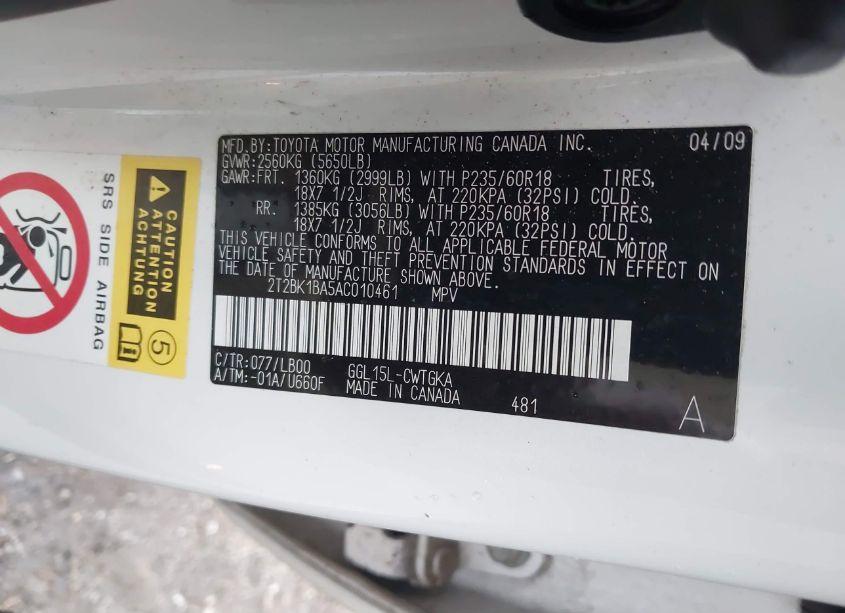 MFD.BY:TOYOTA MOTOR MANUFACTURING CANADA INC. 04/09
GVWR:2560KG (5650LB)
GAWR:FRT. 1360KG (2999LB) WITH P235/60R18 TIRES,
18X7 1/2J RIMS, AT 220KPA (32PSI) COLD.
RR. 1385KG (3056LB) WITH P235/60R18 TIRES,
18X7 1/2J RIMS, AT 220KPA (32PSI) COLD.
THIS VEHICLE CONFORMS TO ALL APPLICABLE FEDERAL MOTOR
VEHICLE SAFETY AND THEFT PREVENTION STANDARDS IN EFFECT ON
THE DATE OF MANUFACTURE SHOWN ABOVE.
2T2BK1BA5AC010461 MPV
C/TR:077/LB00 GGL15L-CWTGKA
A/TM:-01A/U660F MADE IN CANADA
481 A
SRS SIDE AIRBAG
CAUTION
ATTENTION
ACHTUNG
5